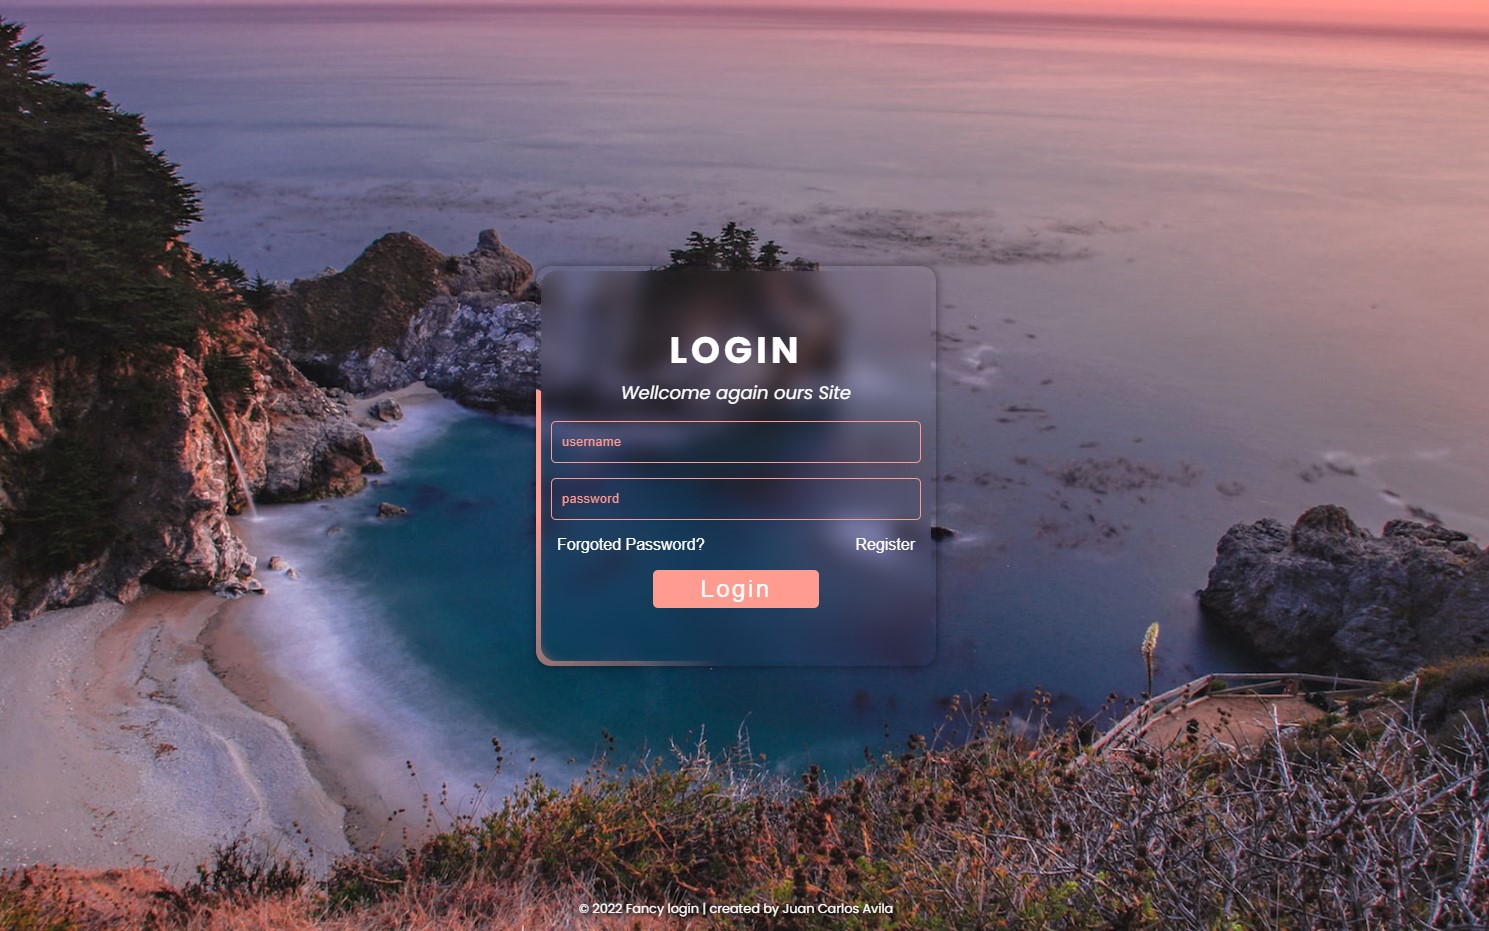 LOGIN
Wellcome again ours Site
username
password
Forgoted Password? Register
Login
© 2022 Fancy login | created by Juan Carlos Avila